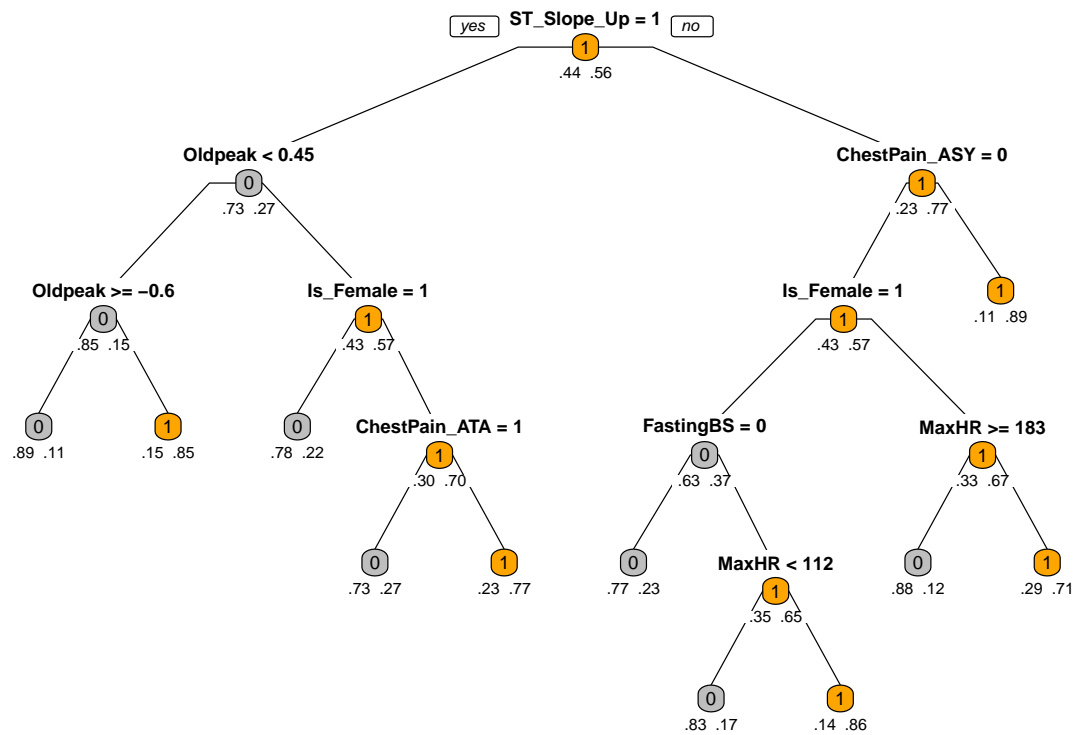 ST_Slope_Up = 1
yes no
1
.44 .56
Oldpeak < 0.45 ChestPain_ASY = 0
0 1
.73 .27 .23 .77
Oldpeak >= −0.6 Is_Female = 1 Is_Female = 1 1
0 1 1 .11 .89
.85 .15 .43 .57 .43 .57
0 1 0 ChestPain_ATA = 1 FastingBS = 0 MaxHR >= 183
.89 .11 .15 .85 .78 .22 1 0 1
.30 .70 .63 .37 .33 .67
0 1 0 MaxHR < 112 0 1
.73 .27 .23 .77 .77 .23 1 .88 .12 .29 .71
.35 .65
0 1
.83 .17 .14 .86